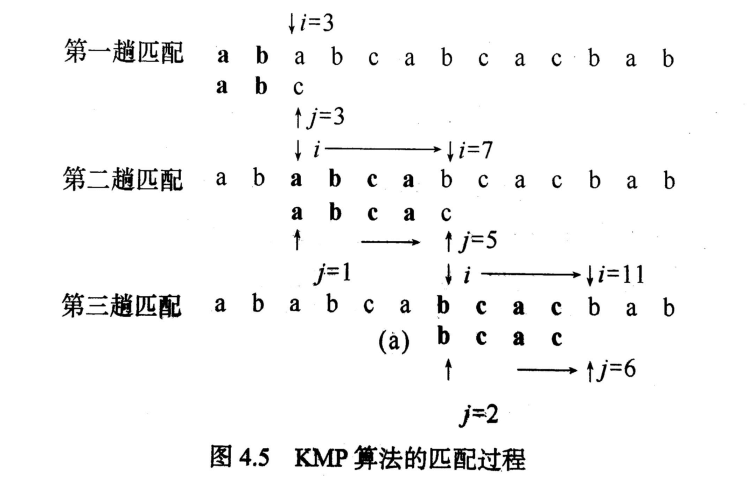 ↓i=3
第一趟匹配 a b a b c a b c a c b a b
a b c
↑j=3
↓i→↓i=7
第二趟匹配 a b a b c a b c a c b a b
a b c a c
↑ → ↑j=5
j=1 ↓i→↓i=11
第三趟匹配 a b a b c a b c a c b a b
(a) b c a c
↑ → ↑j=6
j=2
图 4.5 KMP 算法的匹配过程